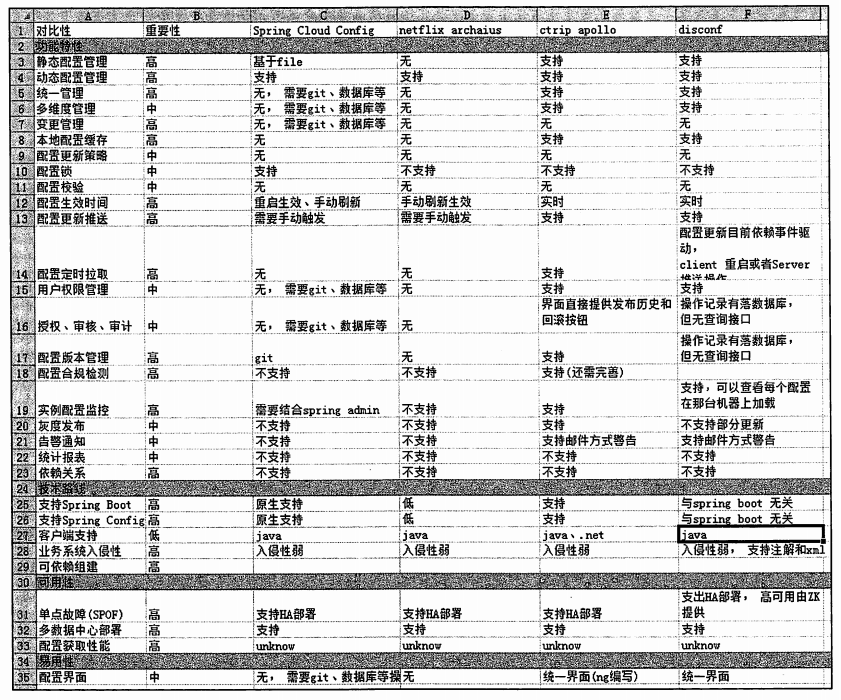 A B C D E F
1 对比性 重要性 Spring Cloud Config netflix archaius ctrip apollo disconf
2 功能特性
3 静态配置管理 高 基于file 无 支持 支持
4 动态配置管理 高 支持 支持 支持 支持
5 统一管理 高 无，需要git、数据库等 无 支持 支持
6 多维度管理 中 无，需要git、数据库等 无 支持 支持
7 变更管理 高 无，需要git、数据库等 无 无 无
8 本地配置缓存 高 无 无 支持 支持
9 配置更新策略 中 无 无 无 无
10 配置锁 中 支持 不支持 不支持 不支持
11 配置校验 中 无 无 无 无
12 配置生效时间 高 重启生效、手动刷新 手动刷新生效 实时 实时
13 配置更新推送 高 需要手动触发 需要手动触发 支持 支持
配置更新目前依赖事件驱
动，
client 重启或者Server
14 配置定时拉取 高 无 无 支持 推送操作
15 用户权限管理 中 无，需要git、数据库等 无 支持 支持
界面直接提供发布历史和 操作记录有落数据库，
16 授权、审核、审计 中 无，需要git、数据库等 无 回滚按钮 但无查询接口
操作记录有落数据库，
17 配置版本管理 高 git 无 支持 但无查询接口
18 配置合规检测 高 不支持 不支持 支持(还需完善)
支持，可以查看每个配置
19 实例配置监控 高 需要结合spring admin 不支持 支持 在那台机器上加载
20 灰度发布 中 不支持 不支持 支持 不支持部分更新
21 告警通知 中 不支持 不支持 支持邮件方式警告 支持邮件方式警告
22 统计报表 中 不支持 不支持 不支持 不支持
23 依赖关系 高 不支持 不支持 不支持 不支持
24 技术路线
25 支持Spring Boot 高 原生支持 低 支持 与spring boot 无关
26 支持Spring Config 高 原生支持 低 支持 与spring boot 无关
27 客户端支持 低 java java java、.net java
28 业务系统入侵性 高 入侵性弱 入侵性弱 入侵性弱 入侵性弱，支持注解和xml
29 可依赖组建 高
30 可用性
支出HA部署，高可用由ZK
31 单点故障(SPOF) 高 支持HA部署 支持HA部署 支持HA部署 提供
32 多数据中心部署 高 支持 支持 支持 支持
33 配置获取性能 高 unknow unknow unknow unknow
34 易用性
35 配置界面 中 无，需要git、数据库等操 无 统一界面(ng编写) 统一界面